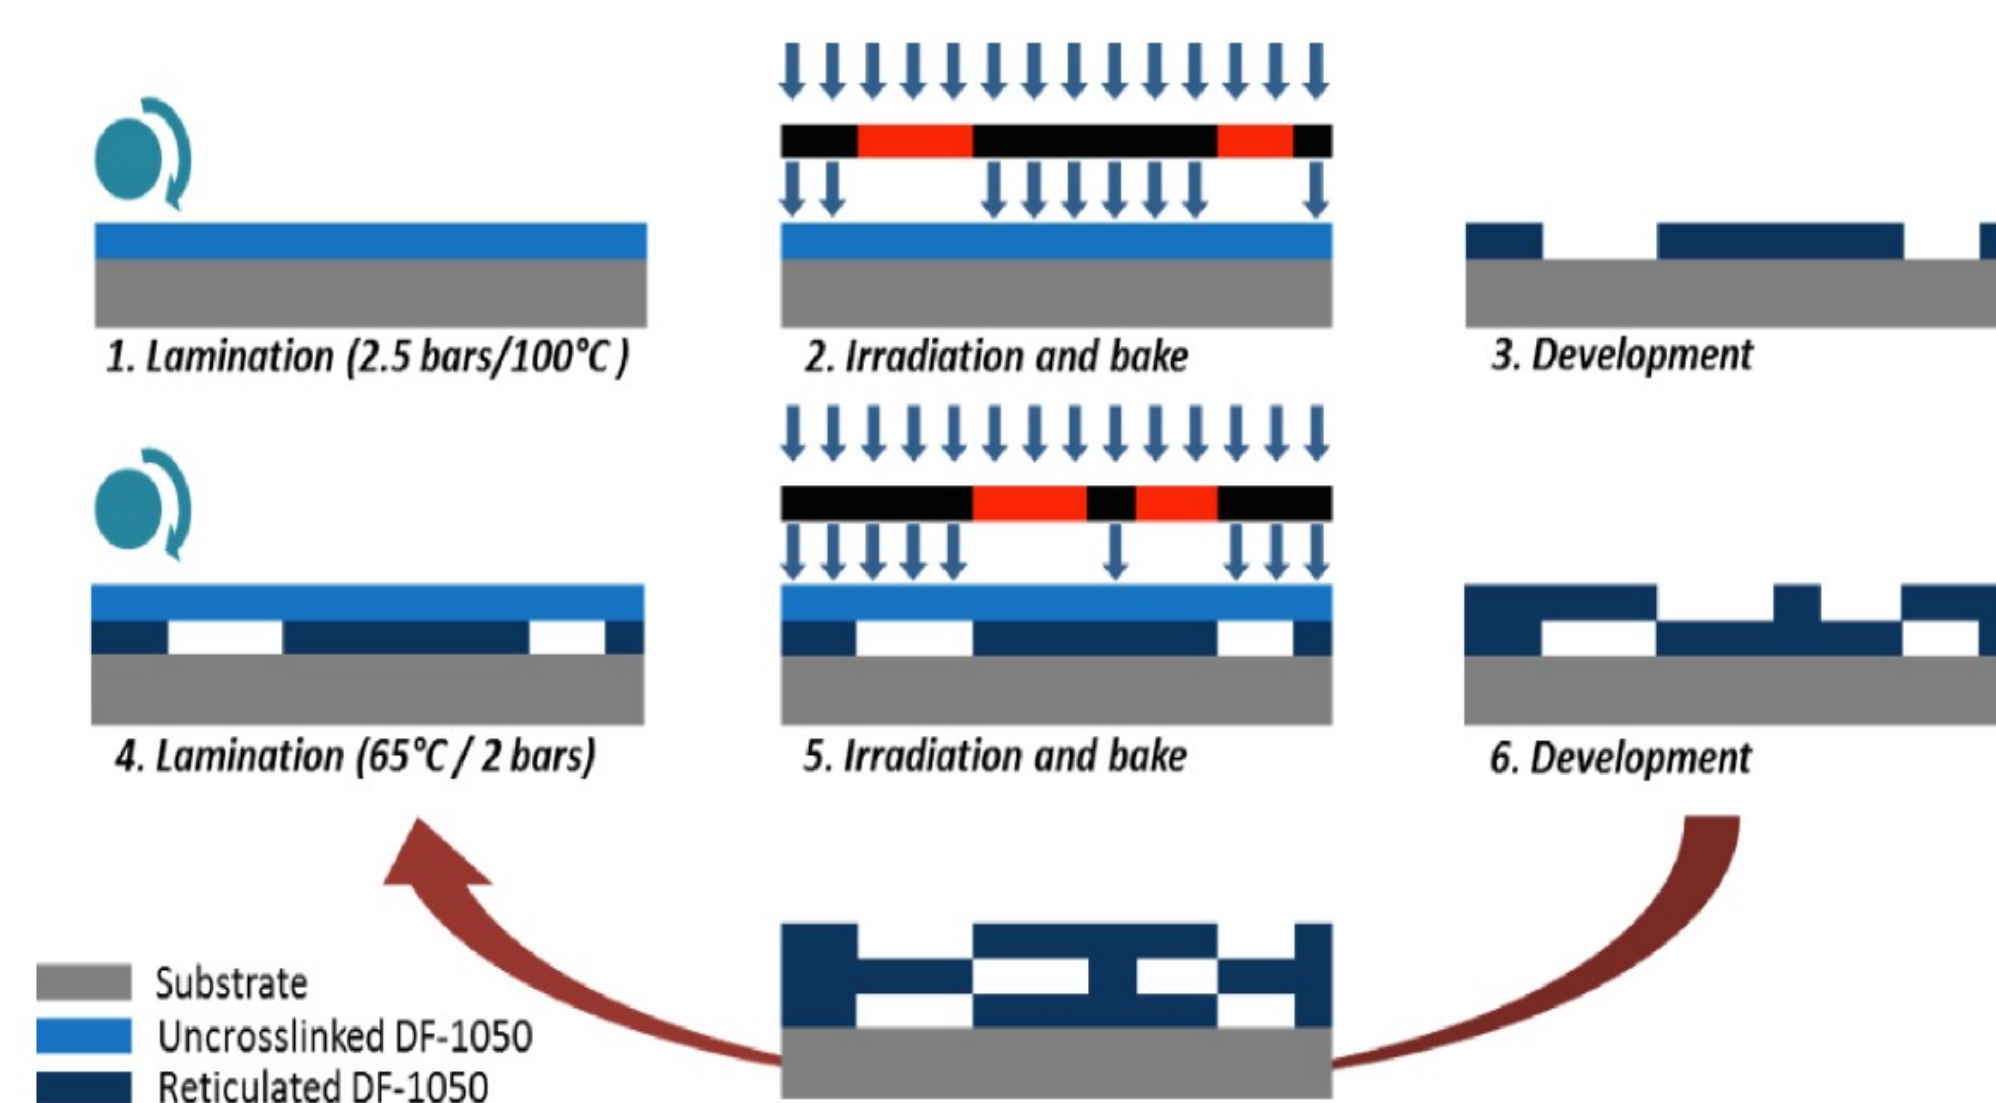 1. Lamination (2.5 bars/100°C )
2. Irradiation and bake
3. Development
4. Lamination (65°C / 2 bars)
5. Irradiation and bake
6. Development
Substrate
Uncrosslinked DF-1050
Reticulated DF-1050